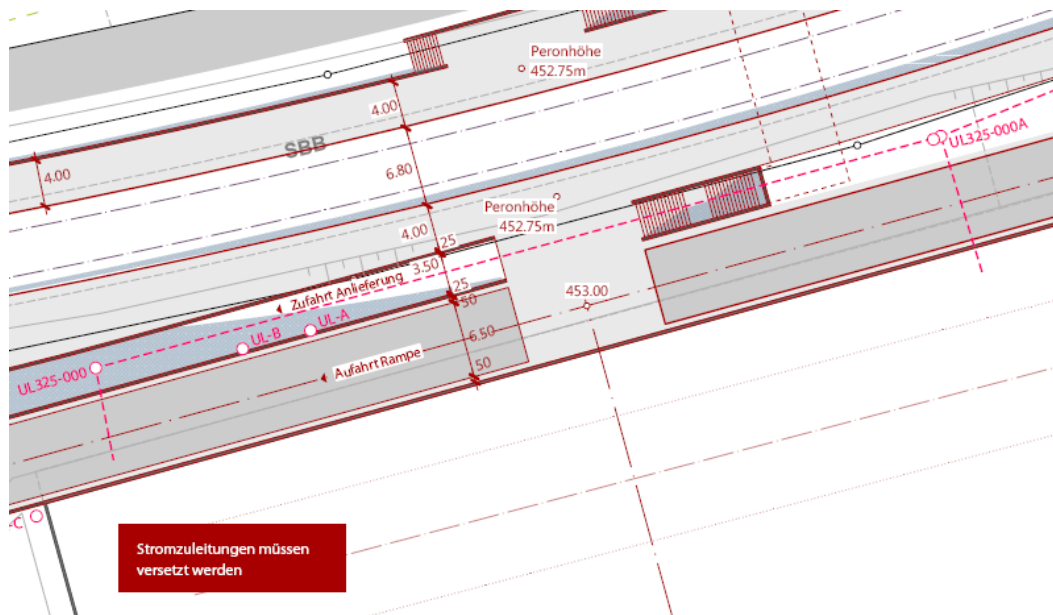 Peronhöhe
452.75m
4.00
SBB
4.00
6.80
UL325-000A
Peronhöhe
452.75m
4.00
25
3.50
Zufahrt Anlieferung
25
50
453.00
UL-A
UL-B
6.50
UL325-000
Aufahrt Rampe
50
-C
Stromzuleitungen müssen
versetzt werden